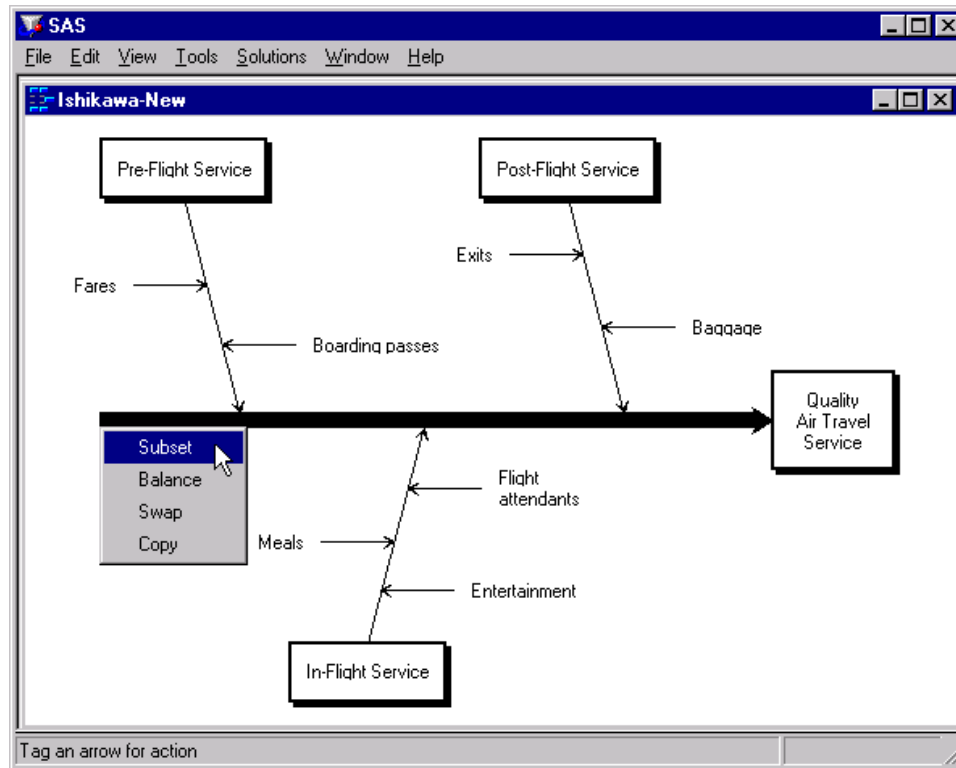 SAS
File Edit View Tools Solutions Window Help
Ishikawa-New
Pre-Flight Service
Post-Flight Service
Exits
Fares
Baggage
Boarding passes
Quality
Air Travel
Service
Subset
Balance
Swap
Copy
Flight
attendants
Meals
Entertainment
In-Flight Service
Tag an arrow for action